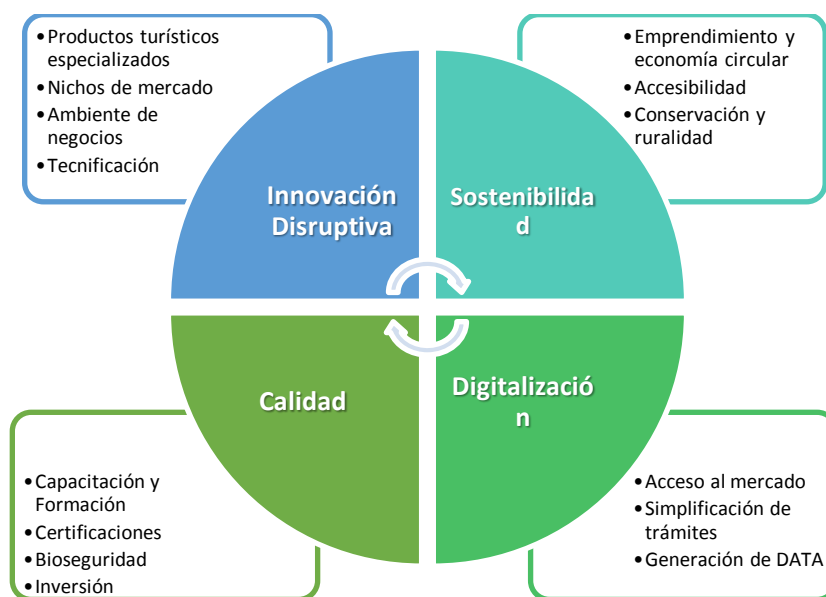 •Productos turísticos
especializados
•Nichos de mercado
•Ambiente de
negocios
•Tecnificación
•Emprendimiento y
economía circular
•Accesibilidad
•Conservación y
ruralidad
Innovación
Disruptiva
Sostenibilida
d
Calidad
Digitalizació
n
•Capacitación y
Formación
•Certificaciones
•Bioseguridad
•Inversión
•Acceso al mercado
•Simplificación de
trámites
•Generación de DATA